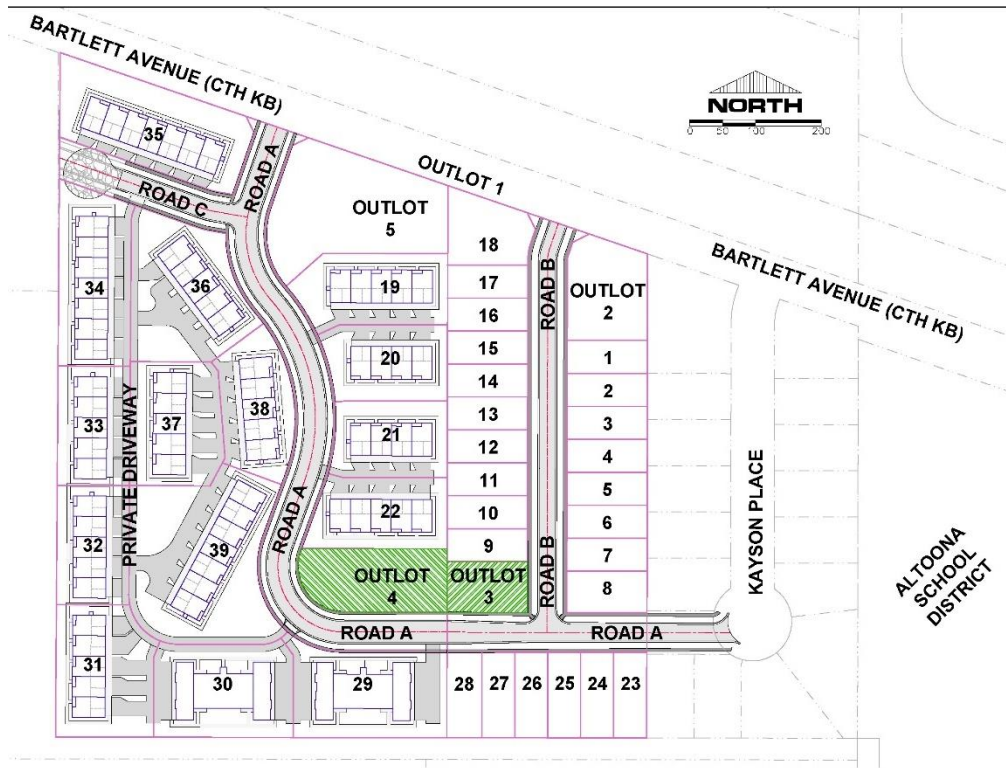 BARTLETT AVENUE (CTH KB)
NORTH
0 50 100 200
35
ROAD A
ROAD C
OUTLOT 1
OUTLOT
5
18
BARTLETT AVENUE (CTH KB)
34
36
19
17
ROAD B
OUTLOT
2
16
20
15
1
14
2
33
37
38
13
3
21
12
4
PRIVATE DRIVEWAY
11
5
32
39
ROAD A
22
10
6
KAYSON PLACE
9
7
ROAD B
OUTLOT
4
OUTLOT
3
8
ALTOONA
SCHOOL
DISTRICT
ROAD A
ROAD A
31
30
29
28
27
26
25
24
23